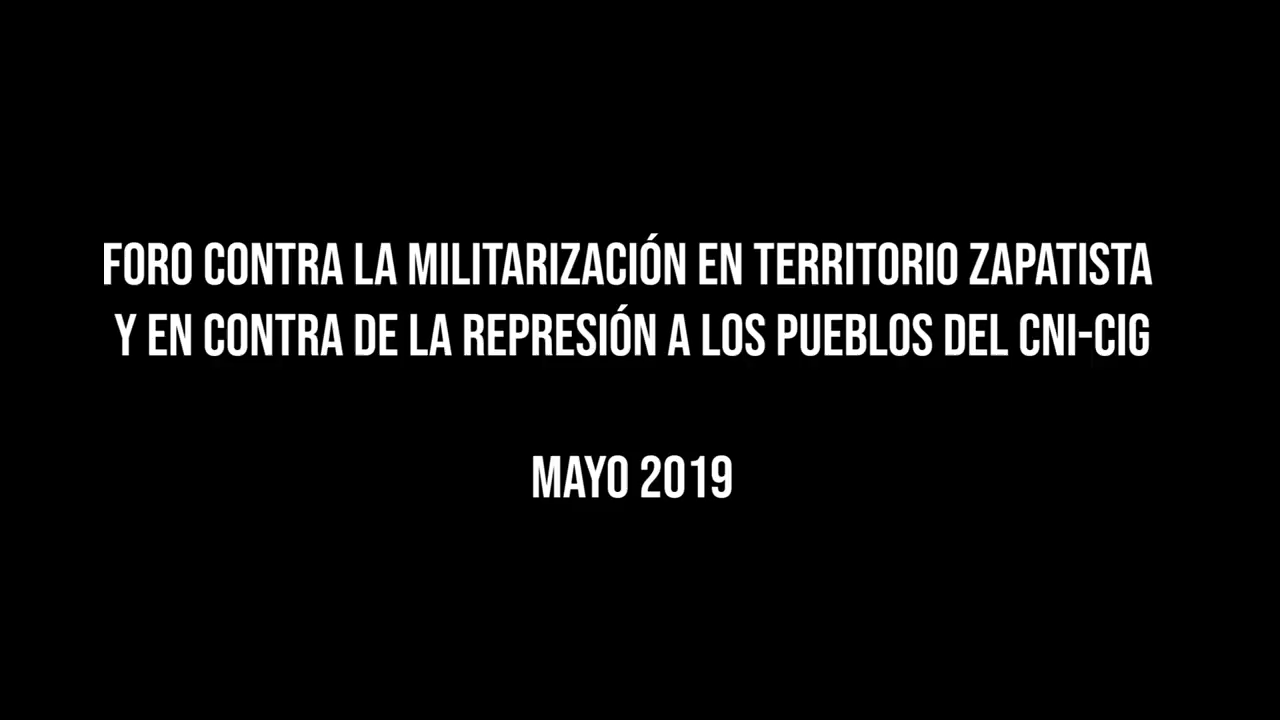 FORO CONTRA LA MILITARIZACIÓN EN TERRITORIO ZAPATISTA
Y EN CONTRA DE LA REPRESIÓN A LOS PUEBLOS DEL CNI-CIG
MAYO 2019